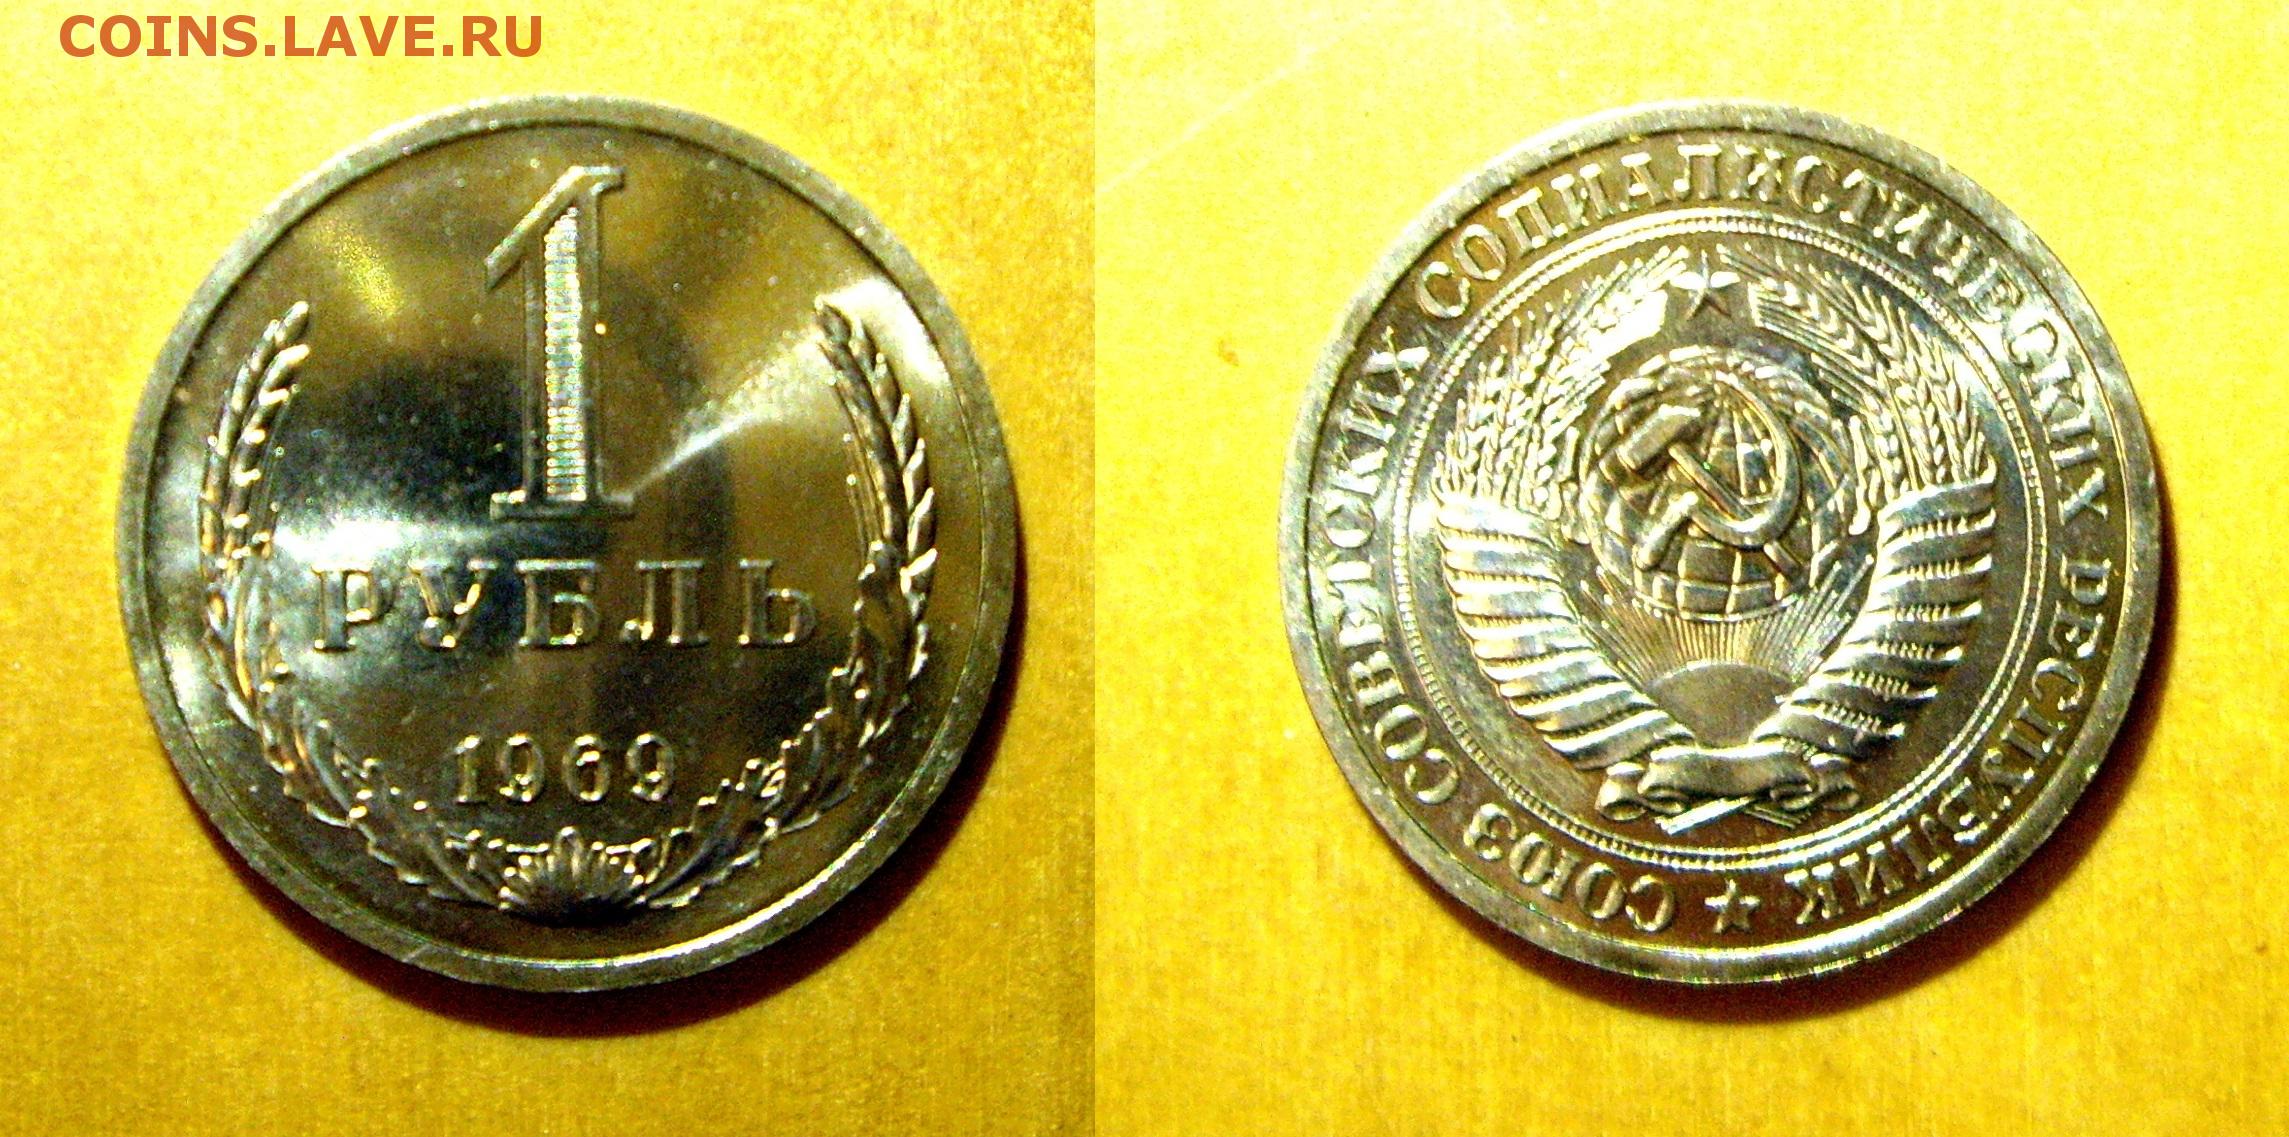 COINS.LAVE.RU
1
РУБЛЬ
1969
СОЮЗ СОВЕТСКИХ СОЦИАЛИСТИЧЕСКИХ РЕСПУБЛИК